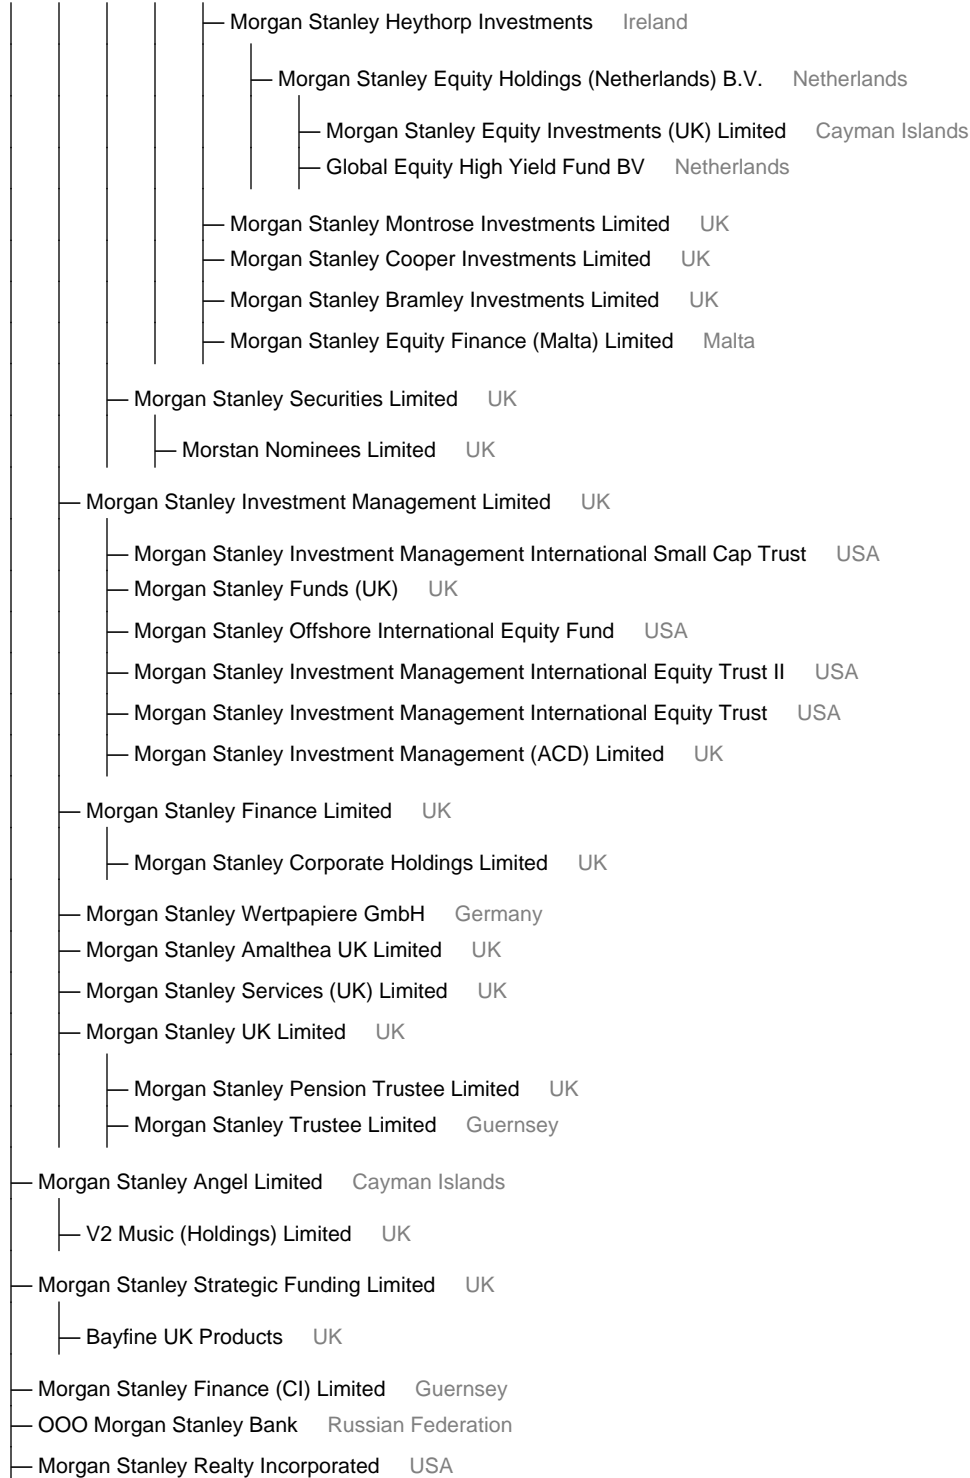 Morgan Stanley Heythorp Investments Ireland
Morgan Stanley Equity Holdings (Netherlands) B.V. Netherlands
Morgan Stanley Equity Investments (UK) Limited Cayman Islands
Global Equity High Yield Fund BV Netherlands
Morgan Stanley Montrose Investments Limited UK
Morgan Stanley Cooper Investments Limited UK
Morgan Stanley Bramley Investments Limited UK
Morgan Stanley Equity Finance (Malta) Limited Malta
Morgan Stanley Securities Limited UK
Morstan Nominees Limited UK
Morgan Stanley Investment Management Limited UK
Morgan Stanley Investment Management International Small Cap Trust USA
Morgan Stanley Funds (UK) UK
Morgan Stanley Offshore International Equity Fund USA
Morgan Stanley Investment Management International Equity Trust II USA
Morgan Stanley Investment Management International Equity Trust USA
Morgan Stanley Investment Management (ACD) Limited UK
Morgan Stanley Finance Limited UK
Morgan Stanley Corporate Holdings Limited UK
Morgan Stanley Wertpapiere GmbH Germany
Morgan Stanley Amalthea UK Limited UK
Morgan Stanley Services (UK) Limited UK
Morgan Stanley UK Limited UK
Morgan Stanley Pension Trustee Limited UK
Morgan Stanley Trustee Limited Guernsey
Morgan Stanley Angel Limited Cayman Islands
V2 Music (Holdings) Limited UK
Morgan Stanley Strategic Funding Limited UK
Bayfine UK Products UK
Morgan Stanley Finance (CI) Limited Guernsey
OOO Morgan Stanley Bank Russian Federation
Morgan Stanley Realty Incorporated USA